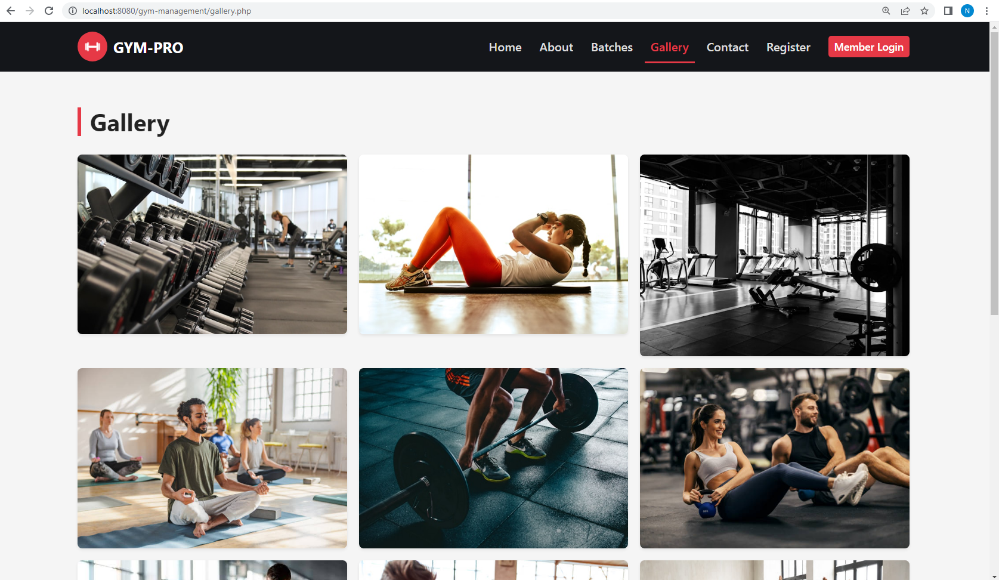 localhost:8080/gym-management/gallery.php
N
GYM-PRO
Home About Batches Gallery Contact Register Member Login
Gallery